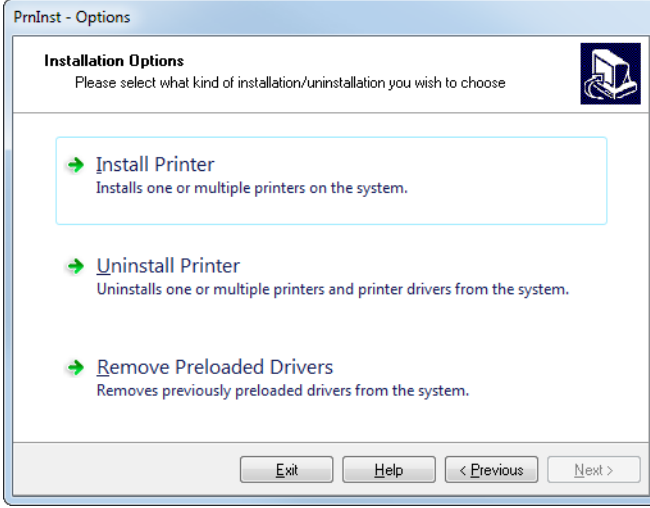 PrnInst - Options
Installation Options
Please select what kind of installation/uninstallation you wish to choose
Install Printer
Installs one or multiple printers on the system.
Uninstall Printer
Uninstalls one or multiple printers and printer drivers from the system.
Remove Preloaded Drivers
Removes previously preloaded drivers from the system.
Exit Help < Previous Next >